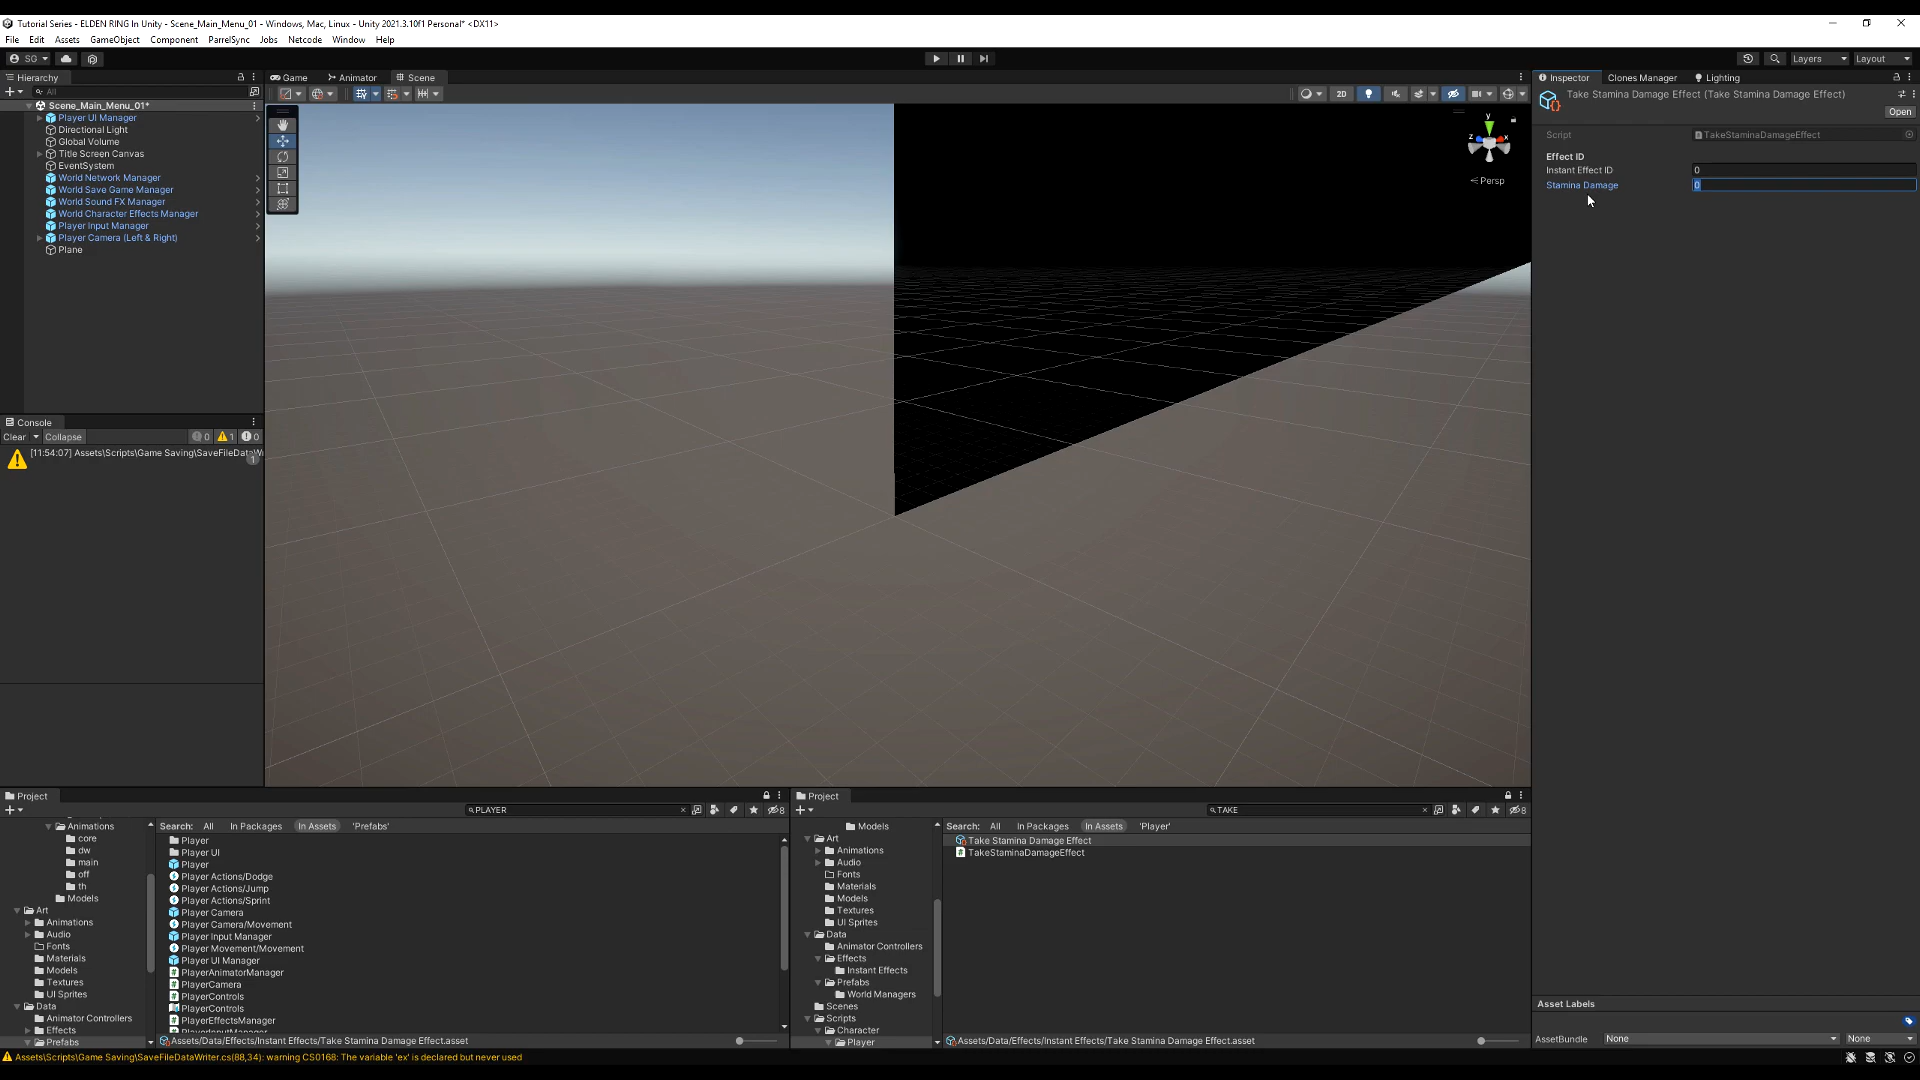 Tutorial Series - ELDEN RING In Unity - Scene_Main_Menu_01 - Windows, Mac, Linux - Unity 2021.3.10f1 Personal* <DX11>
File Edit Assets GameObject Component ParrelSync Jobs Netcode Window Help
SG Layers Layout
Hierarchy
All
Scene_Main_Menu_01*
Player UI Manager
Directional Light
Global Volume
Title Screen Canvas
EventSystem
World Network Manager
World Save Game Manager
World Sound FX Manager
World Character Effects Manager
Player Input Manager
Player Camera (Left & Right)
Plane
Console
Clear Collapse 0 1 0
[11:54:07] Assets\Scripts\Game Saving\SaveFileDataW
1
Game Animator Scene
2D
y
z x
Persp
Inspector Clones Manager Lighting
Take Stamina Damage Effect (Take Stamina Damage Effect)
Open
Script TakeStaminaDamageEffect
Effect ID
Instant Effect ID 0
Stamina Damage 0
Asset Labels
AssetBundle None None
Project
PLAYER
8
Animations
core
dw
main
off
th
Models
Art
Animations
Audio
Fonts
Materials
Models
Textures
UI Sprites
Data
Animator Controllers
Effects
Prefabs
Search: All In Packages In Assets 'Prefabs'
Player
Player UI
Player
Player Actions/Dodge
Player Actions/Jump
Player Actions/Sprint
Player Camera
Player Camera/Movement
Player Input Manager
Player Movement/Movement
Player UI Manager
PlayerAnimatorManager
PlayerCamera
PlayerControls
PlayerControls
PlayerEffectsManager
PlayerInputManager
Assets/Data/Effects/Instant Effects/Take Stamina Damage Effect.asset
Project
TAKE
8
Models
Art
Animations
Audio
Fonts
Materials
Models
Textures
UI Sprites
Data
Animator Controllers
Effects
Instant Effects
Prefabs
World Managers
Scenes
Scripts
Character
Player
Search: All In Packages In Assets 'Player'
Take Stamina Damage Effect
TakeStaminaDamageEffect
Assets/Data/Effects/Instant Effects/Take Stamina Damage Effect.asset
Assets\Scripts\Game Saving\SaveFileDataWriter.cs(88,34): warning CS0168: The variable 'ex' is declared but never used